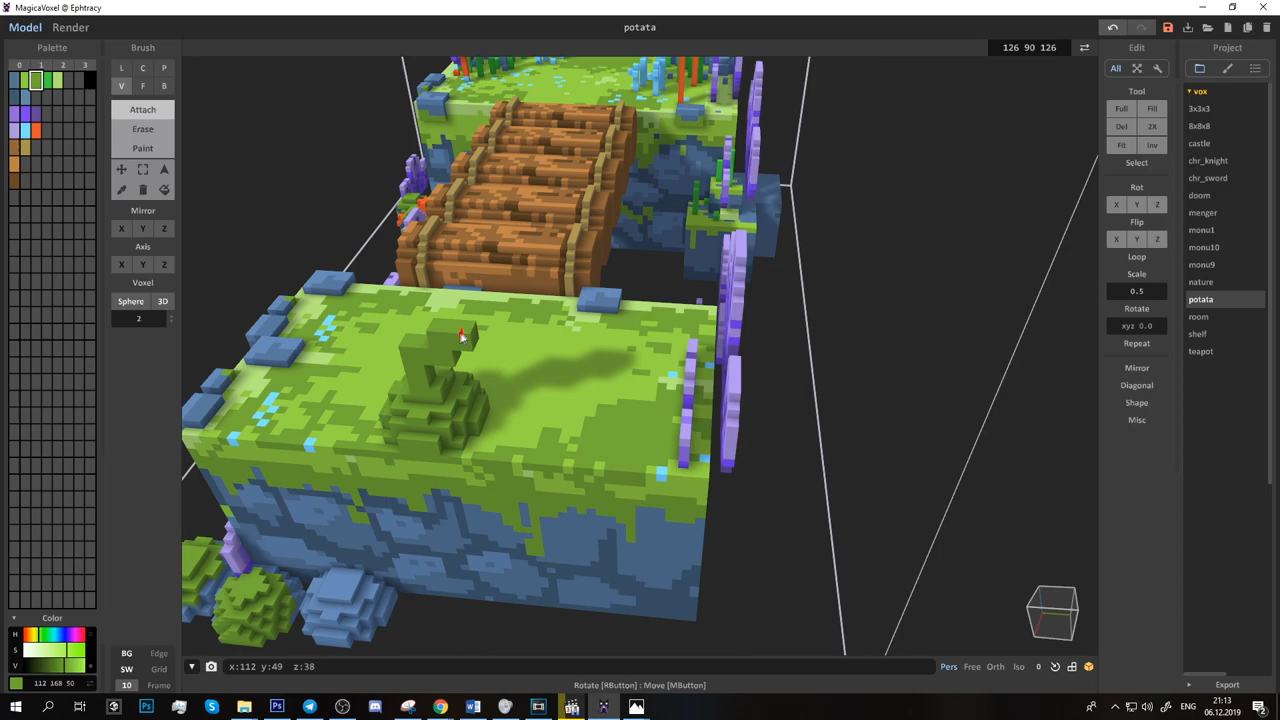 MagicaVoxel @ Ephtracy
Model Render
potata
Palette
0 1 2 3
Color
H
S
V
112 168 50
Brush
L C P
V F B
Attach
Erase
Paint
Mirror
X Y Z
Axis
X Y Z
Voxel
Sphere 3D
2
BG Edge
SW Grid
10 Frame
126 90 126
x:112 y:49 z:38
Pers Free Orth Iso 0
Rotate [RButton] : Move [MButton]
Edit
All
Tool
Full Fill
Del 2X
Fit Inv
Select
Rot
X Y Z
Flip
X Y Z
Loop
Scale
0.5
Rotate
xyz 0.0
Repeat
Mirror
Diagonal
Shape
Misc
Project
vox
3x3x3
8x8x8
castle
chr_knight
chr_sword
doom
menger
monu1
monu10
monu9
nature
potata
room
shelf
teapot
Export
Ps
Ps
W
ENG
21:13
06.12.2019